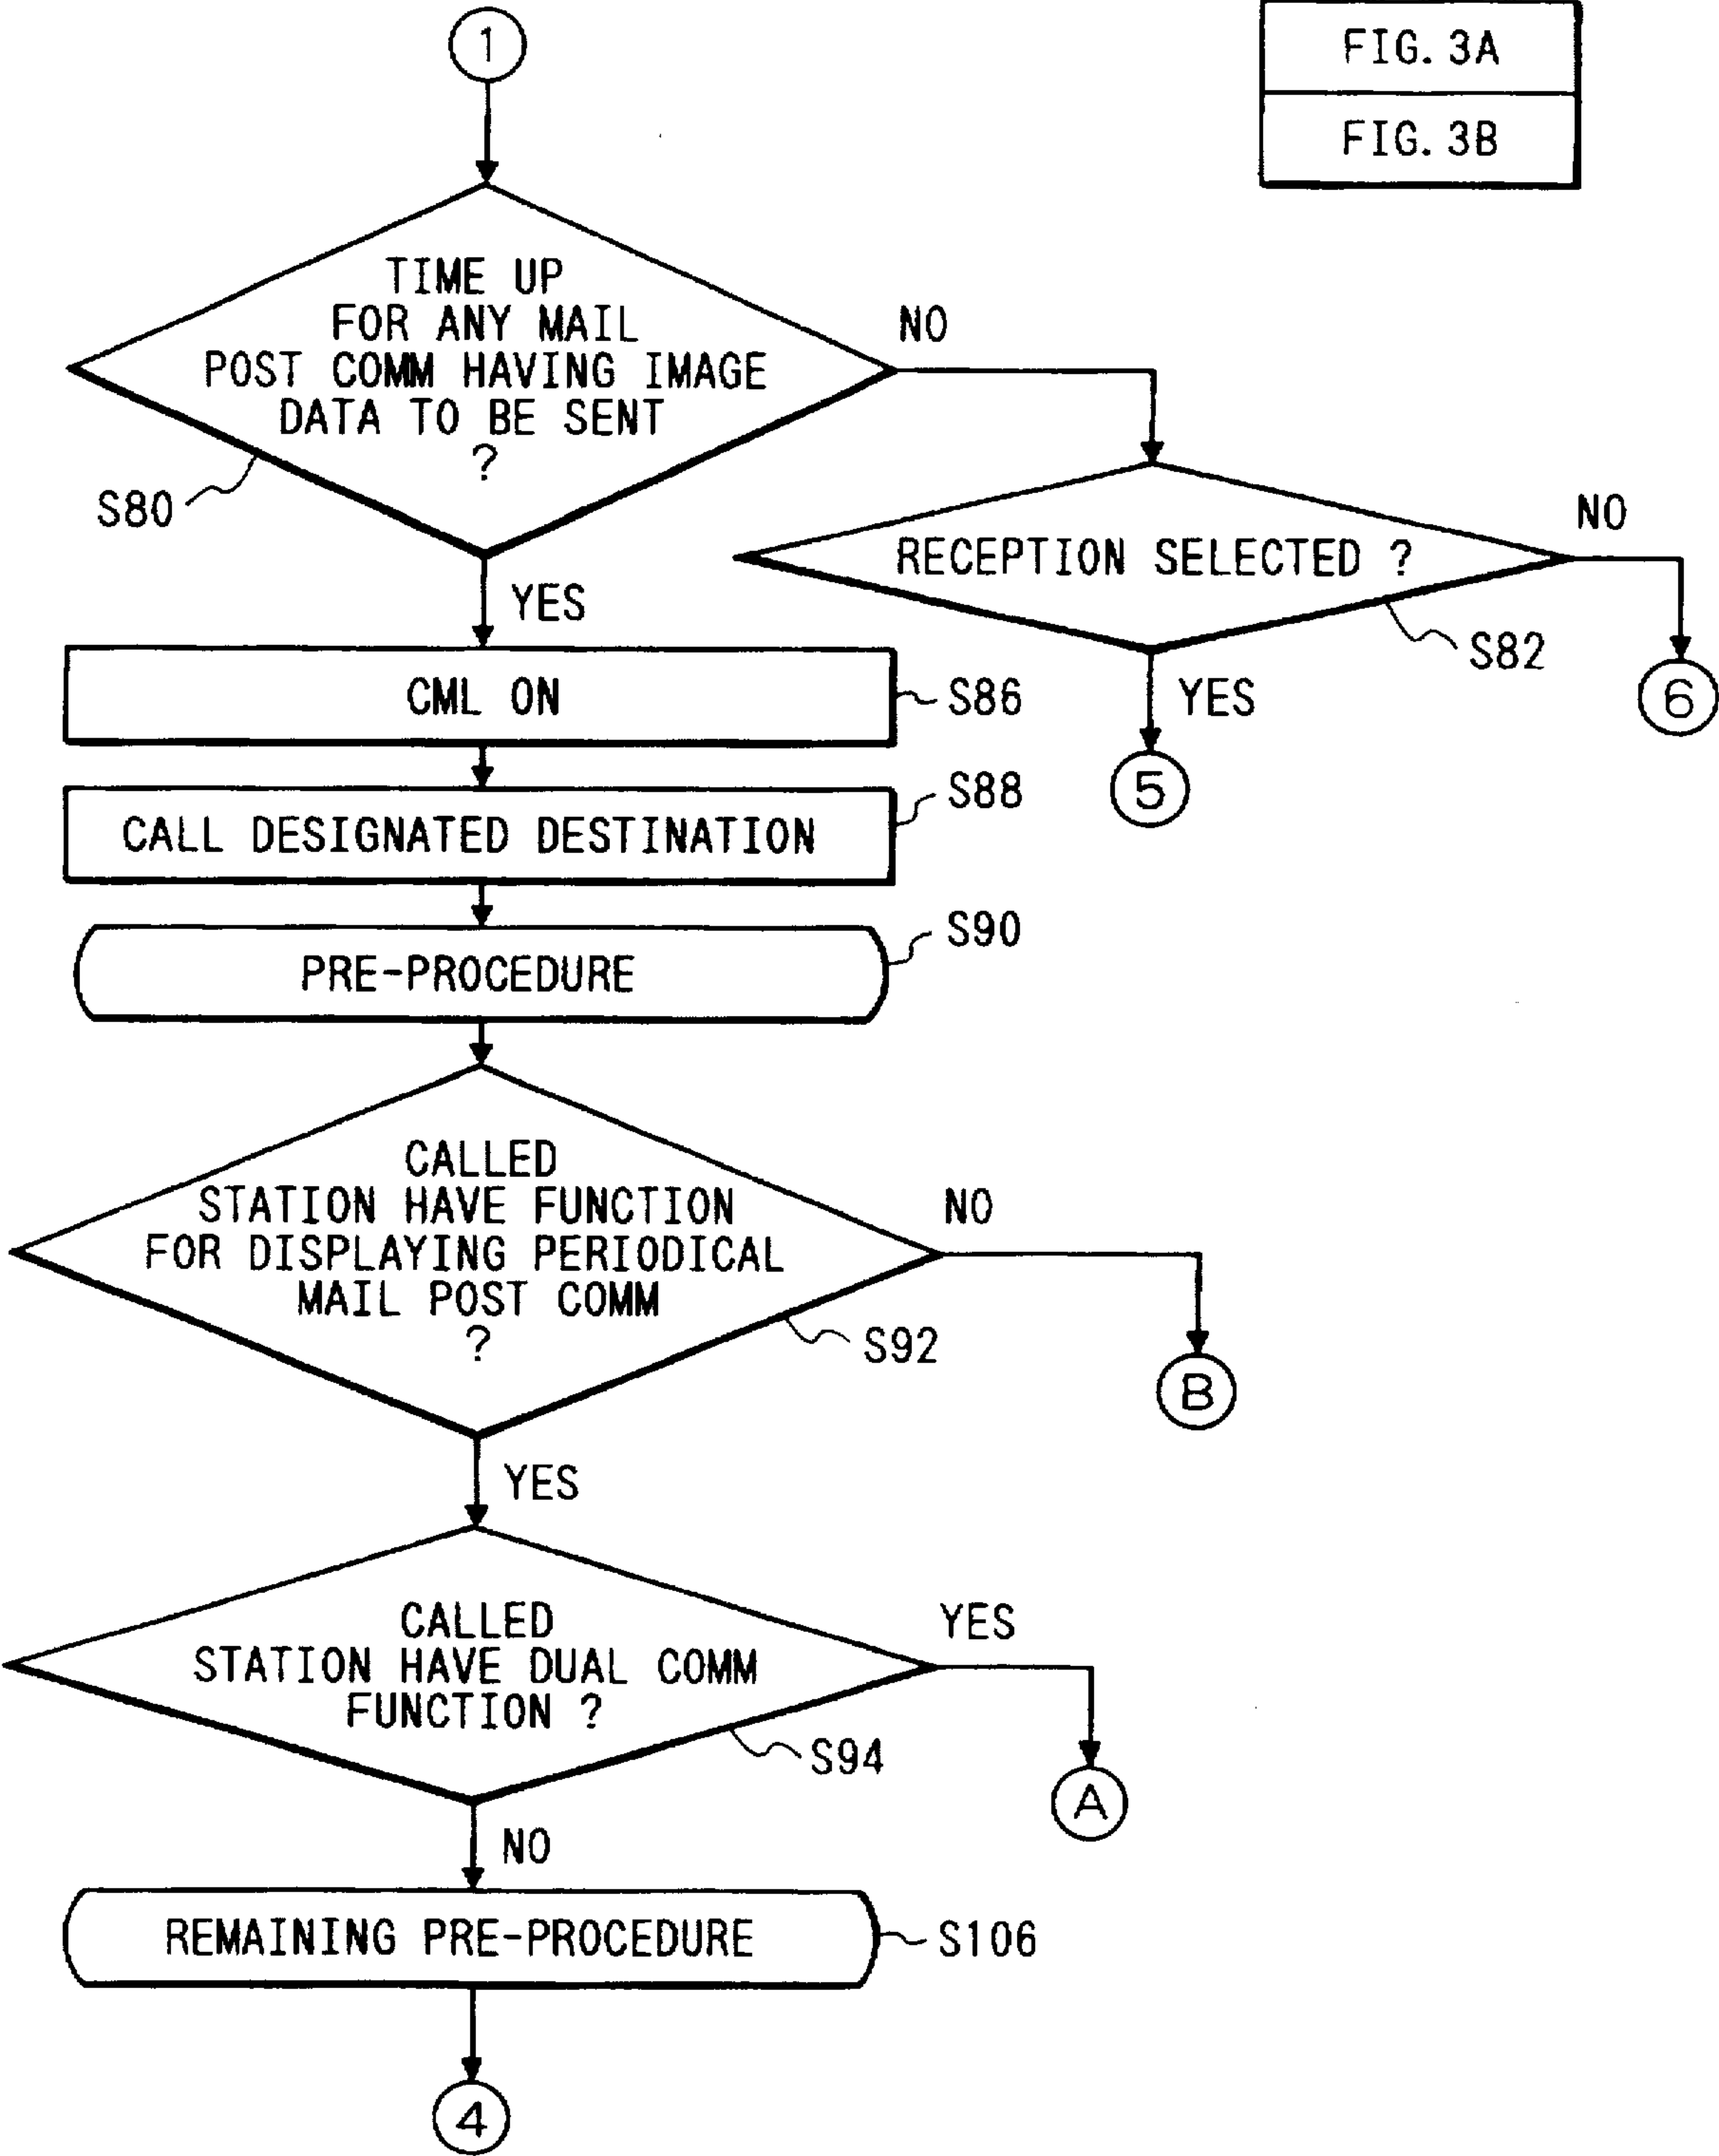 1
FIG. 3A
FIG. 3B
TIME UP
FOR ANY MAIL
POST COMM HAVING IMAGE
DATA TO BE SENT
?
NO
S80
YES
RECEPTION SELECTED ?
NO
S82
YES
6
5
CML ON
S86
CALL DESIGNATED DESTINATION
S88
PRE-PROCEDURE
S90
CALLED
STATION HAVE FUNCTION
FOR DISPLAYING PERIODICAL
MAIL POST COMM
?
NO
S92
B
YES
CALLED
STATION HAVE DUAL COMM
FUNCTION ?
YES
S94
A
NO
REMAINING PRE-PROCEDURE
S106
4